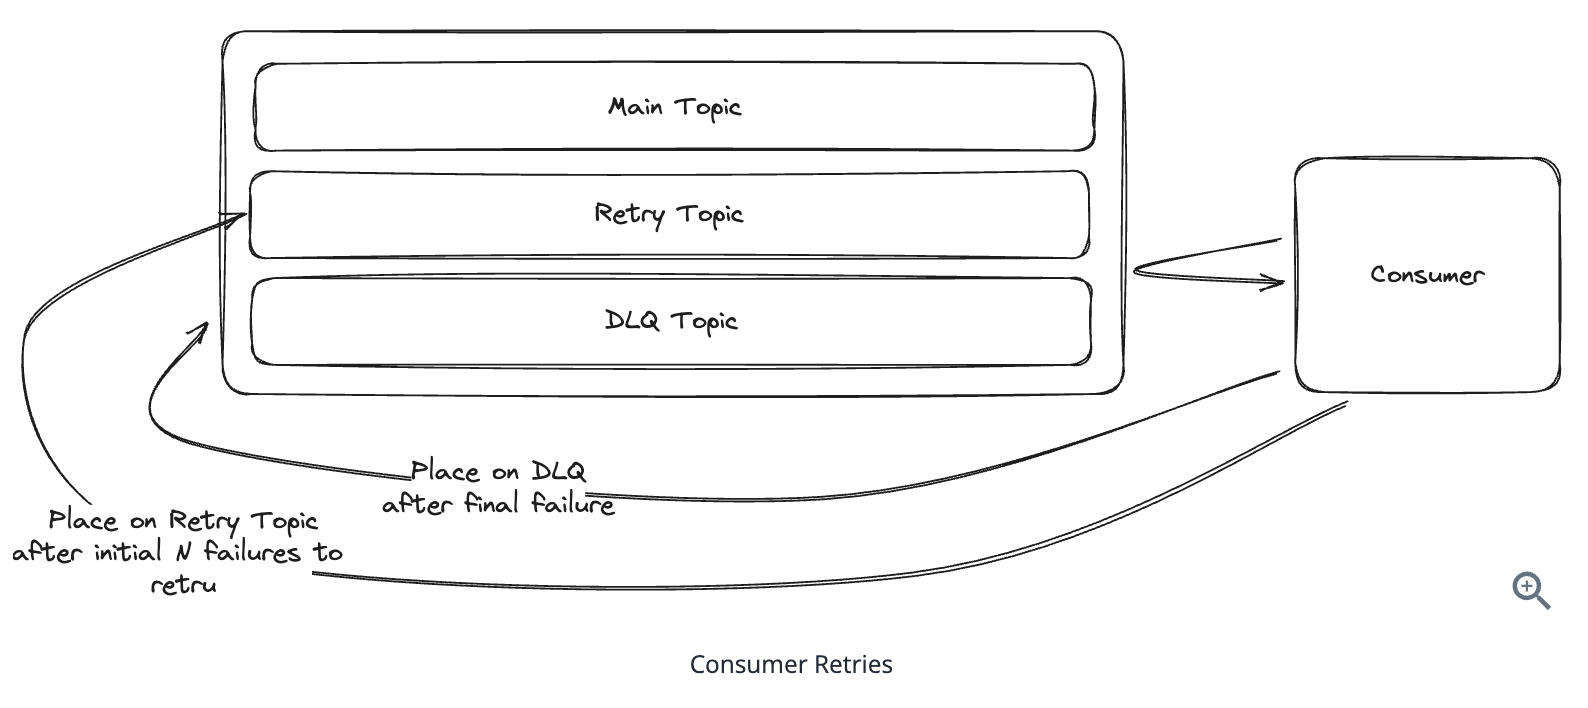 Main Topic
Retry Topic
DLQ Topic
Consumer
Place on DLQ
after final failure
Place on Retry Topic
after initial N failures to
retru
Consumer Retries